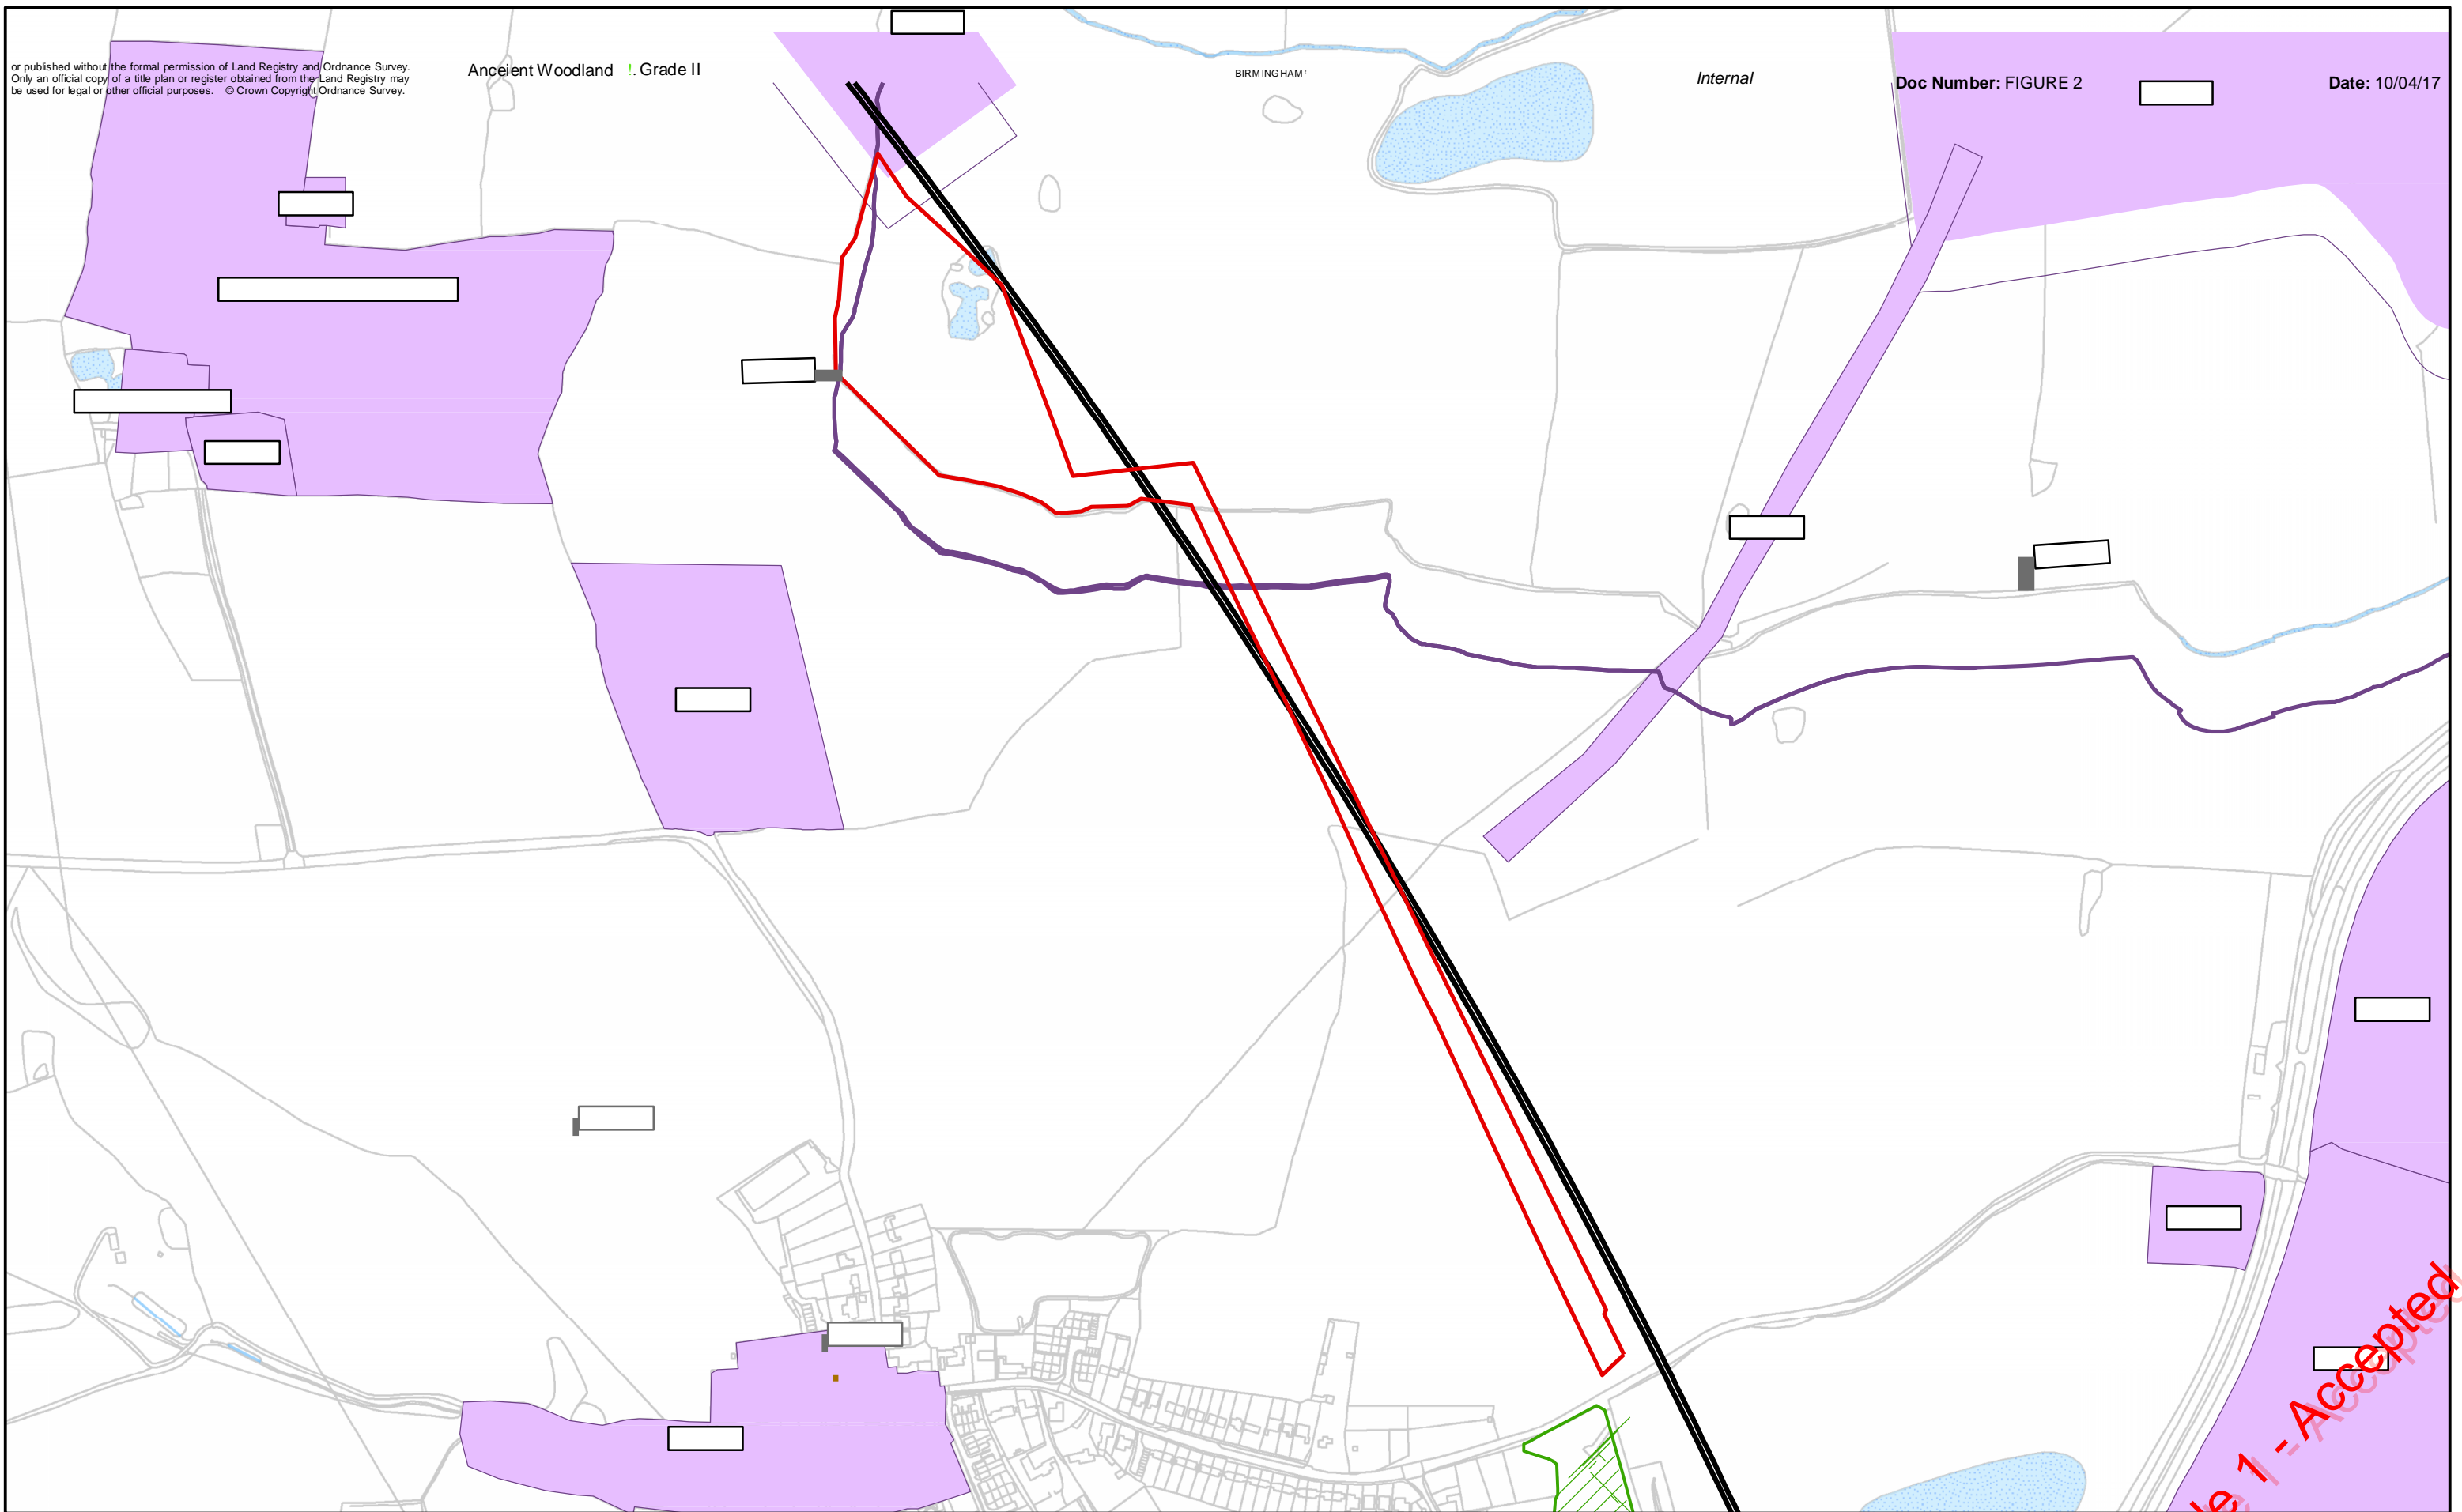 or published without the formal permission of Land Registry and Ordnance Survey.
Only an official copy of a title plan or register obtained from the Land Registry may
be used for legal or other official purposes. © Crown Copyright Ordnance Survey.
Anceient Woodland !. Grade II
BIRMINGHAM
Internal
Doc Number: FIGURE 2
Date: 10/04/17
1 - Accepted